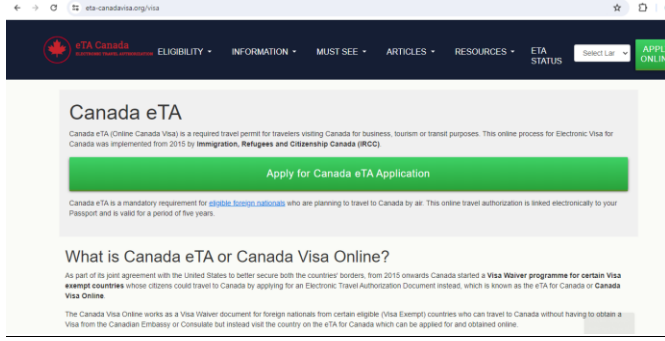 eta-canadavisa.org/visa
eTA Canada
ELECTRONIC TRAVEL AUTHORIZATION
ELIGIBILITY
INFORMATION
MUST SEE
ARTICLES
RESOURCES
ETA
STATUS
Select Lan
APPL
ONLIN
Canada eTA
Canada eTA (Online Canada Visa) is a required travel permit for travelers visiting Canada for business, tourism or transit purposes. This online process for Electronic Visa for
Canada was implemented from 2015 by Immigration, Refugees and Citizenship Canada (IRCC).
Apply for Canada eTA Application
Canada eTA is a mandatory requirement for eligible foreign nationals who are planning to travel to Canada by air. This online travel authorization is linked electronically to your
Passport and is valid for a period of five years.
What is Canada eTA or Canada Visa Online?
As part of its joint agreement with the United States to better secure both the countries' borders, from 2015 onwards Canada started a Visa Waiver programme for certain Visa
exempt countries whose citizens could travel to Canada by applying for an Electronic Travel Authorization Document instead, which is known as the eTA for Canada or Canada
Visa Online.
The Canada Visa Online works as a Visa Waiver document for foreign nationals from certain eligible (Visa Exempt) countries who can travel to Canada without having to obtain a
Visa from the Canadian Embassy or Consulate but instead visit the country on the eTA for Canada which can be applied for and obtained online.